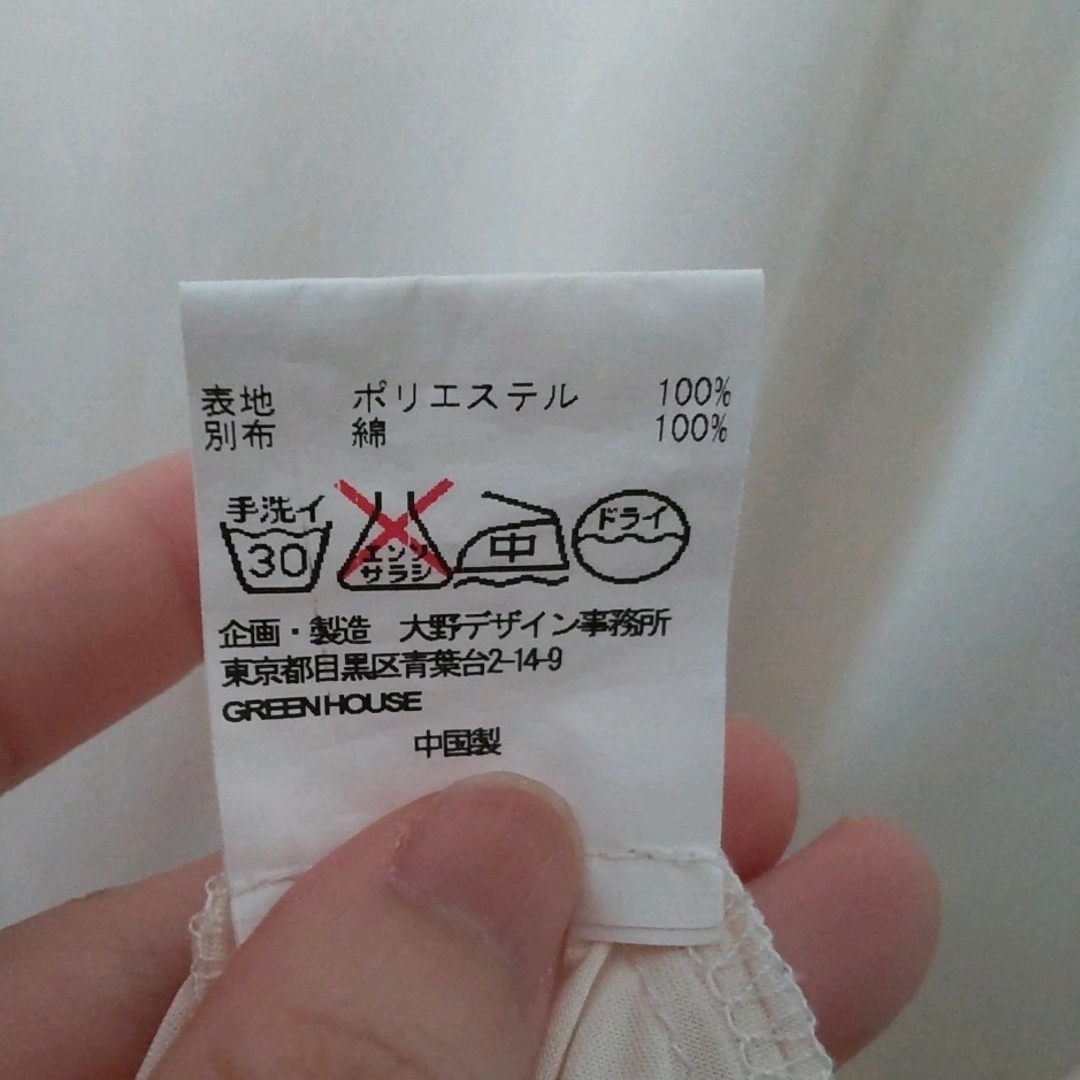 表地 ポリエステル 100%
別布 綿 100%
手洗イ 30 エンソサラシ 中 ドライ
企画・製造 大野デザイン事務所
東京都目黒区青葉台2-14-9
GREEN HOUSE
中国製